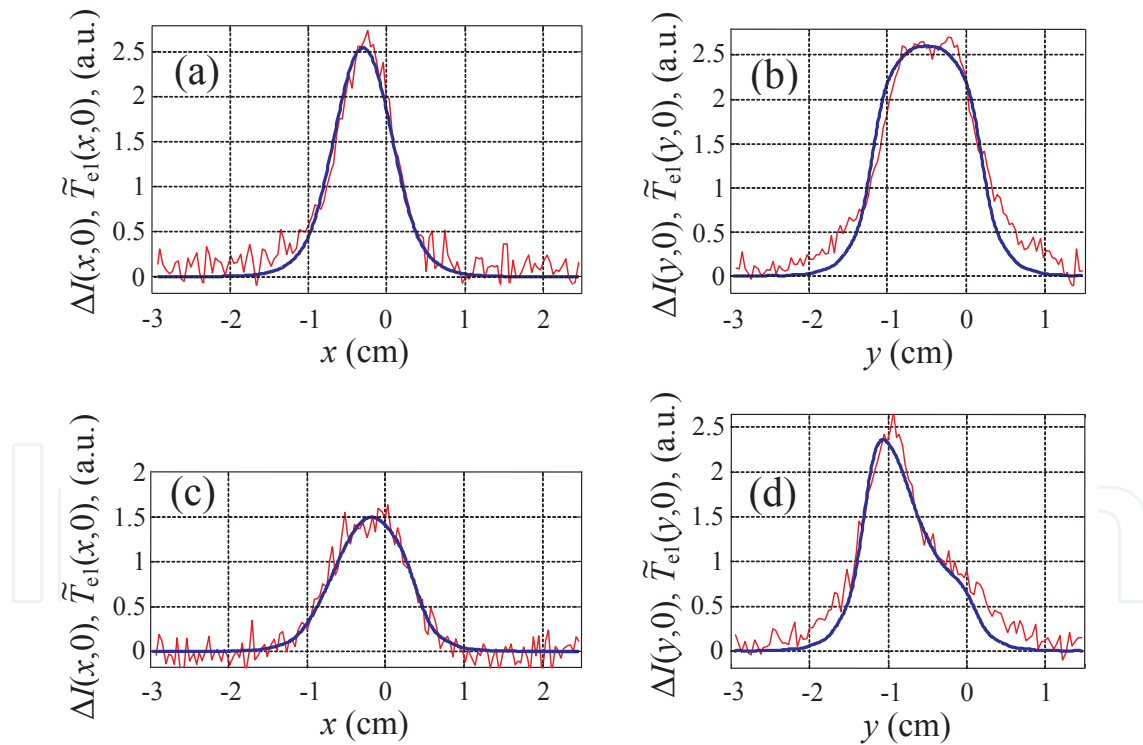 (a)
ΔI(x,0), T̃e1(x,0), (a.u.)
2.5
2
1.5
1
0.5
0
-3 -2 -1 0 1 2
x (cm)
(b)
ΔI(y,0), T̃e1(y,0), (a.u.)
2.5
2
1.5
1
0.5
0
-3 -2 -1 0 1
y (cm)
(c)
ΔI(x,0), T̃e1(x,0), (a.u.)
2
1.5
1
0.5
0
-3 -2 -1 0 1 2
x (cm)
(d)
ΔI(y,0), T̃e1(y,0), (a.u.)
2.5
2
1.5
1
0.5
0
-3 -2 -1 0 1
y (cm)